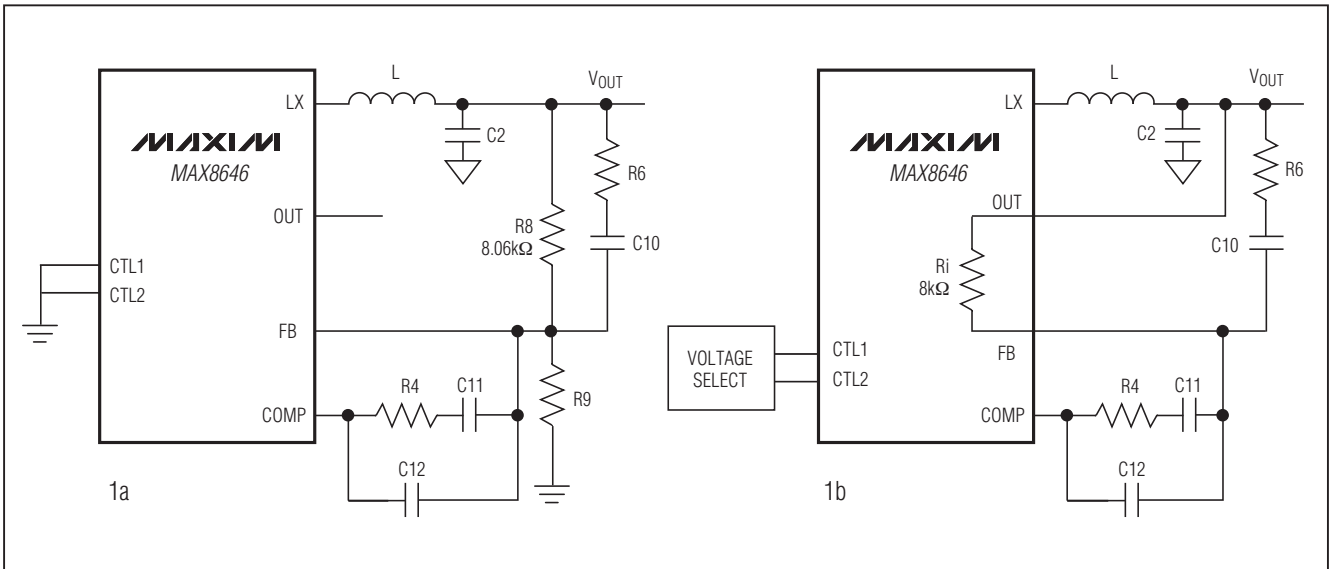 L
VOUT
LX
C2
MAXIM
MAX8646
R6
OUT
R8
8.06kΩ
C10
CTL1
CTL2
FB
R4
C11
R9
COMP
C12
1a
L
VOUT
LX
C2
MAXIM
MAX8646
R6
OUT
C10
Ri
8kΩ
VOLTAGE
SELECT
CTL1
CTL2
FB
R4
C11
COMP
C12
1b